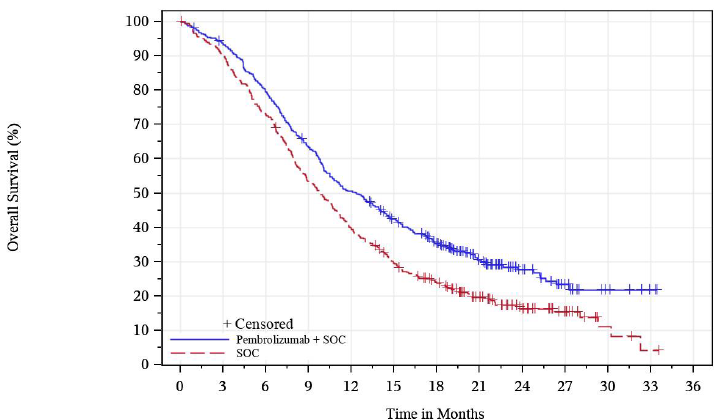 Overall Survival (%)
100
90
80
70
60
50
40
30
20
10
0
+ Censored
Pembrolizumab + SOC
SOC
0 3 6 9 12 15 18 21 24 27 30 33 36
Time in Months